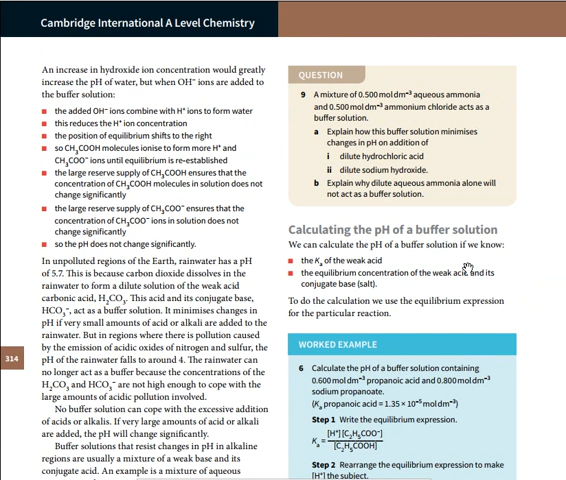 Cambridge International A Level Chemistry
An increase in hydroxide ion concentration would greatly
increase the pH of water, but when OH⁻ ions are added to
the buffer solution:
■ the added OH⁻ ions combine with H⁺ ions to form water
■ this reduces the H⁺ ion concentration
■ the position of equilibrium shifts to the right
■ so CH₃COOH molecules ionise to form more H⁺ and
CH₃COO⁻ ions until equilibrium is re-established
■ the large reserve supply of CH₃COOH ensures that the
concentration of CH₃COOH molecules in solution does not
change significantly
■ the large reserve supply of CH₃COO⁻ ensures that the
concentration of CH₃COO⁻ ions in solution does not
change significantly
■ so the pH does not change significantly.
In unpolluted regions of the Earth, rainwater has a pH
of 5.7. This is because carbon dioxide dissolves in the
rainwater to form a dilute solution of the weak acid
carbonic acid, H₂CO₃. This acid and its conjugate base,
HCO₃⁻, act as a buffer solution. It minimises changes in
pH if very small amounts of acid or alkali are added to the
rainwater. But in regions where there is pollution caused
by the emission of acidic oxides of nitrogen and sulfur, the
pH of the rainwater falls to around 4. The rainwater can
no longer act as a buffer because the concentrations of the
H₂CO₃ and HCO₃⁻ are not high enough to cope with the
large amounts of acidic pollution involved.
No buffer solution can cope with the excessive addition
of acids or alkalis. If very large amounts of acid or alkali
are added, the pH will change significantly.
Buffer solutions that resist changes in pH in alkaline
regions are usually a mixture of a weak base and its
conjugate acid. An example is a mixture of aqueous
314
QUESTION
9 A mixture of 0.500 mol dm⁻³ aqueous ammonia
and 0.500 mol dm⁻³ ammonium chloride acts as a
buffer solution.
a Explain how this buffer solution minimises
changes in pH on addition of
i dilute hydrochloric acid
ii dilute sodium hydroxide.
b Explain why dilute aqueous ammonia alone will
not act as a buffer solution.
Calculating the pH of a buffer solution
We can calculate the pH of a buffer solution if we know:
■ the Kₐ of the weak acid
■ the equilibrium concentration of the weak acid and its
conjugate base (salt).
To do the calculation we use the equilibrium expression
for the particular reaction.
WORKED EXAMPLE
6 Calculate the pH of a buffer solution containing
0.600 mol dm⁻³ propanoic acid and 0.800 mol dm⁻³
sodium propanoate.
(Kₐ propanoic acid = 1.35 × 10⁻⁵ mol dm⁻³)
Step 1 Write the equilibrium expression.
Kₐ = [H⁺] [C₂H₅COO⁻] / [C₂H₅COOH]
Step 2 Rearrange the equilibrium expression to make
[H⁺] the subject.